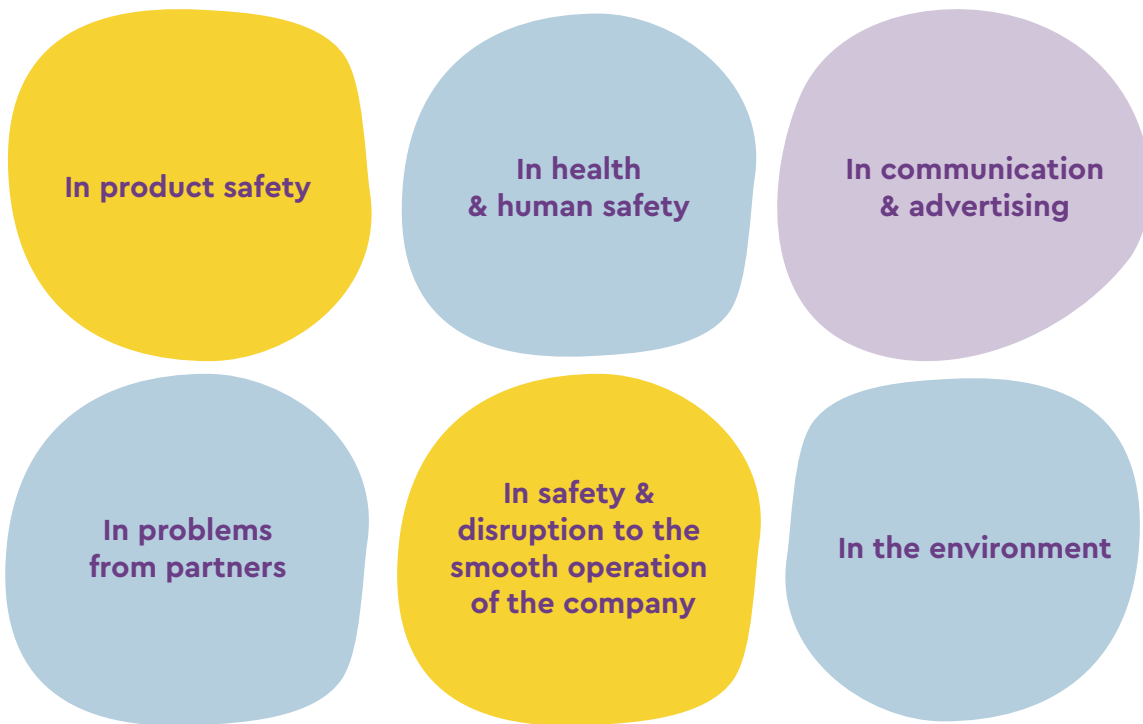 In product safety
In health
& human safety
In communication
& advertising
In problems
from partners
In safety &
disruption to the
smooth operation
of the company
In the environment